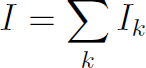 I = \sum_{k} I_k